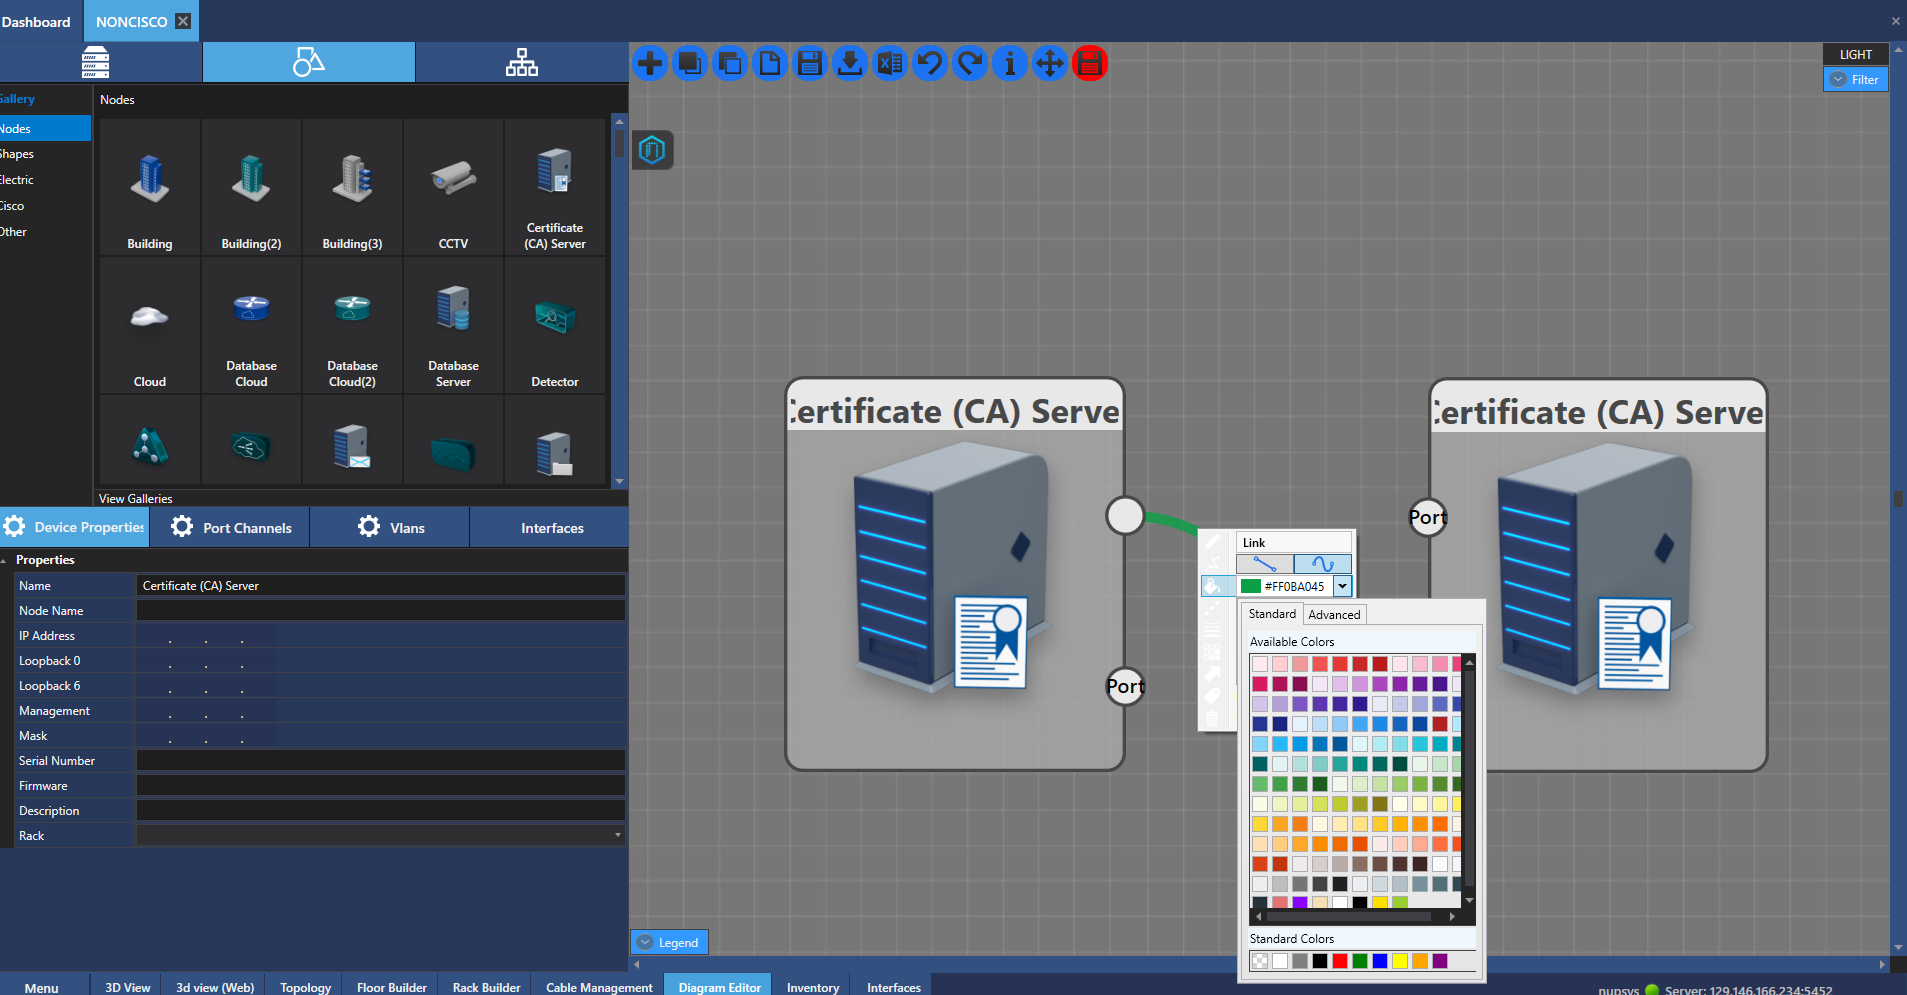 Dashboard
NONCISCO
LIGHT
Filter
Gallery
Nodes
Nodes
Shapes
Electric
Cisco
Other
Building
Building(2)
Building(3)
CCTV
Certificate
(CA) Server
Cloud
Database
Cloud
Database
Cloud(2)
Database
Server
Detector
View Galleries
Device Properties
Port Channels
Vlans
Interfaces
Properties
Name
Certificate (CA) Server
Node Name
IP Address
. . .
Loopback 0
. . .
Loopback 6
. . .
Management
. . .
Mask
. . .
Serial Number
Firmware
Description
Rack
Certificate (CA) Serve
Port
Certificate (CA) Serve
Port
Link
#FF0BA045
Standard
Advanced
Available Colors
Standard Colors
Legend
Menu
3D View
3d view (Web)
Topology
Floor Builder
Rack Builder
Cable Management
Diagram Editor
Inventory
Interfaces
nupsys
Server: 129.146.166.234:5452